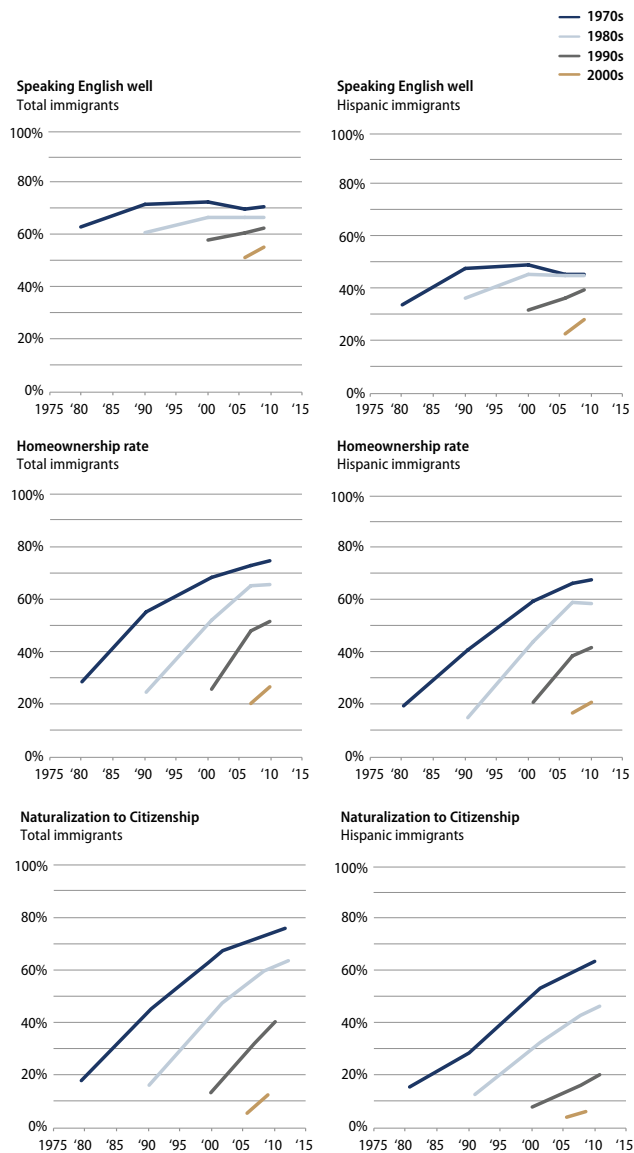 1970s
1980s
1990s
2000s
Speaking English well
Total immigrants
100%
80%
60%
40%
20%
0%
1975 ‘80 ‘85 ‘90 ‘95 ‘00 ‘05 ‘10 ‘15
Speaking English well
Hispanic immigrants
100%
80%
60%
40%
20%
0%
1975 ‘80 ‘85 ‘90 ‘95 ‘00 ‘05 ‘10 ‘15
Homeownership rate
Total immigrants
100%
80%
60%
40%
20%
0%
1975 ‘80 ‘85 ‘90 ‘95 ‘00 ‘05 ‘10 ‘15
Homeownership rate
Hispanic immigrants
100%
80%
60%
40%
20%
0%
1975 ‘80 ‘85 ‘90 ‘95 ‘00 ‘05 ‘10 ‘15
Naturalization to Citizenship
Total immigrants
100%
80%
60%
40%
20%
0%
1975 ‘80 ‘85 ‘90 ‘95 ‘00 ‘05 ‘10 ‘15
Naturalization to Citizenship
Hispanic immigrants
100%
80%
60%
40%
20%
0%
1975 ‘80 ‘85 ‘90 ‘95 ‘00 ‘05 ‘10 ‘15